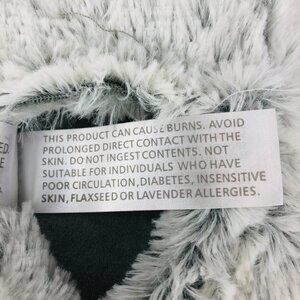 THIS PRODUCT CAN CAUSE BURNS. AVOID
PROLONGED DIRECT CONTACT WITH THE
SKIN. DO NOT INGEST CONTENTS. NOT
SUITABLE FOR INDIVIDUALS WHO HAVE
POOR CIRCULATION, DIABETES, INSENSITIVE
SKIN, FLAXSEED OR LAVENDER ALLERGIES.